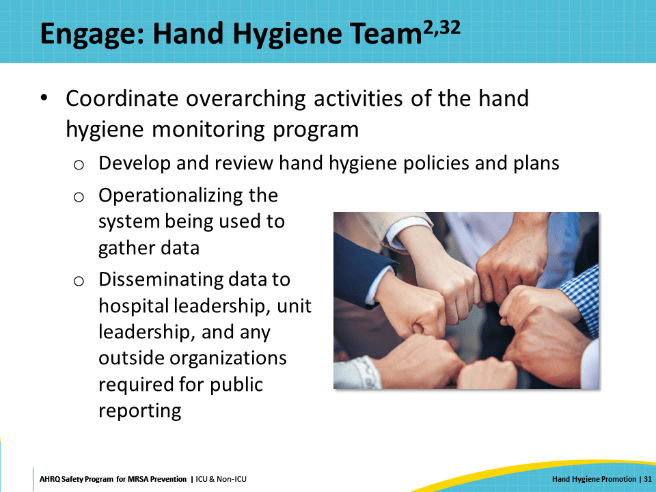 Engage: Hand Hygiene Team2,32
• Coordinate overarching activities of the hand
hygiene monitoring program
o Develop and review hand hygiene policies and plans
o Operationalizing the
system being used to
gather data
o Disseminating data to
hospital leadership, unit
leadership, and any
outside organizations
required for public
reporting
AHRQ Safety Program for MRSA Prevention | ICU & Non-ICU
Hand Hygiene Promotion | 31